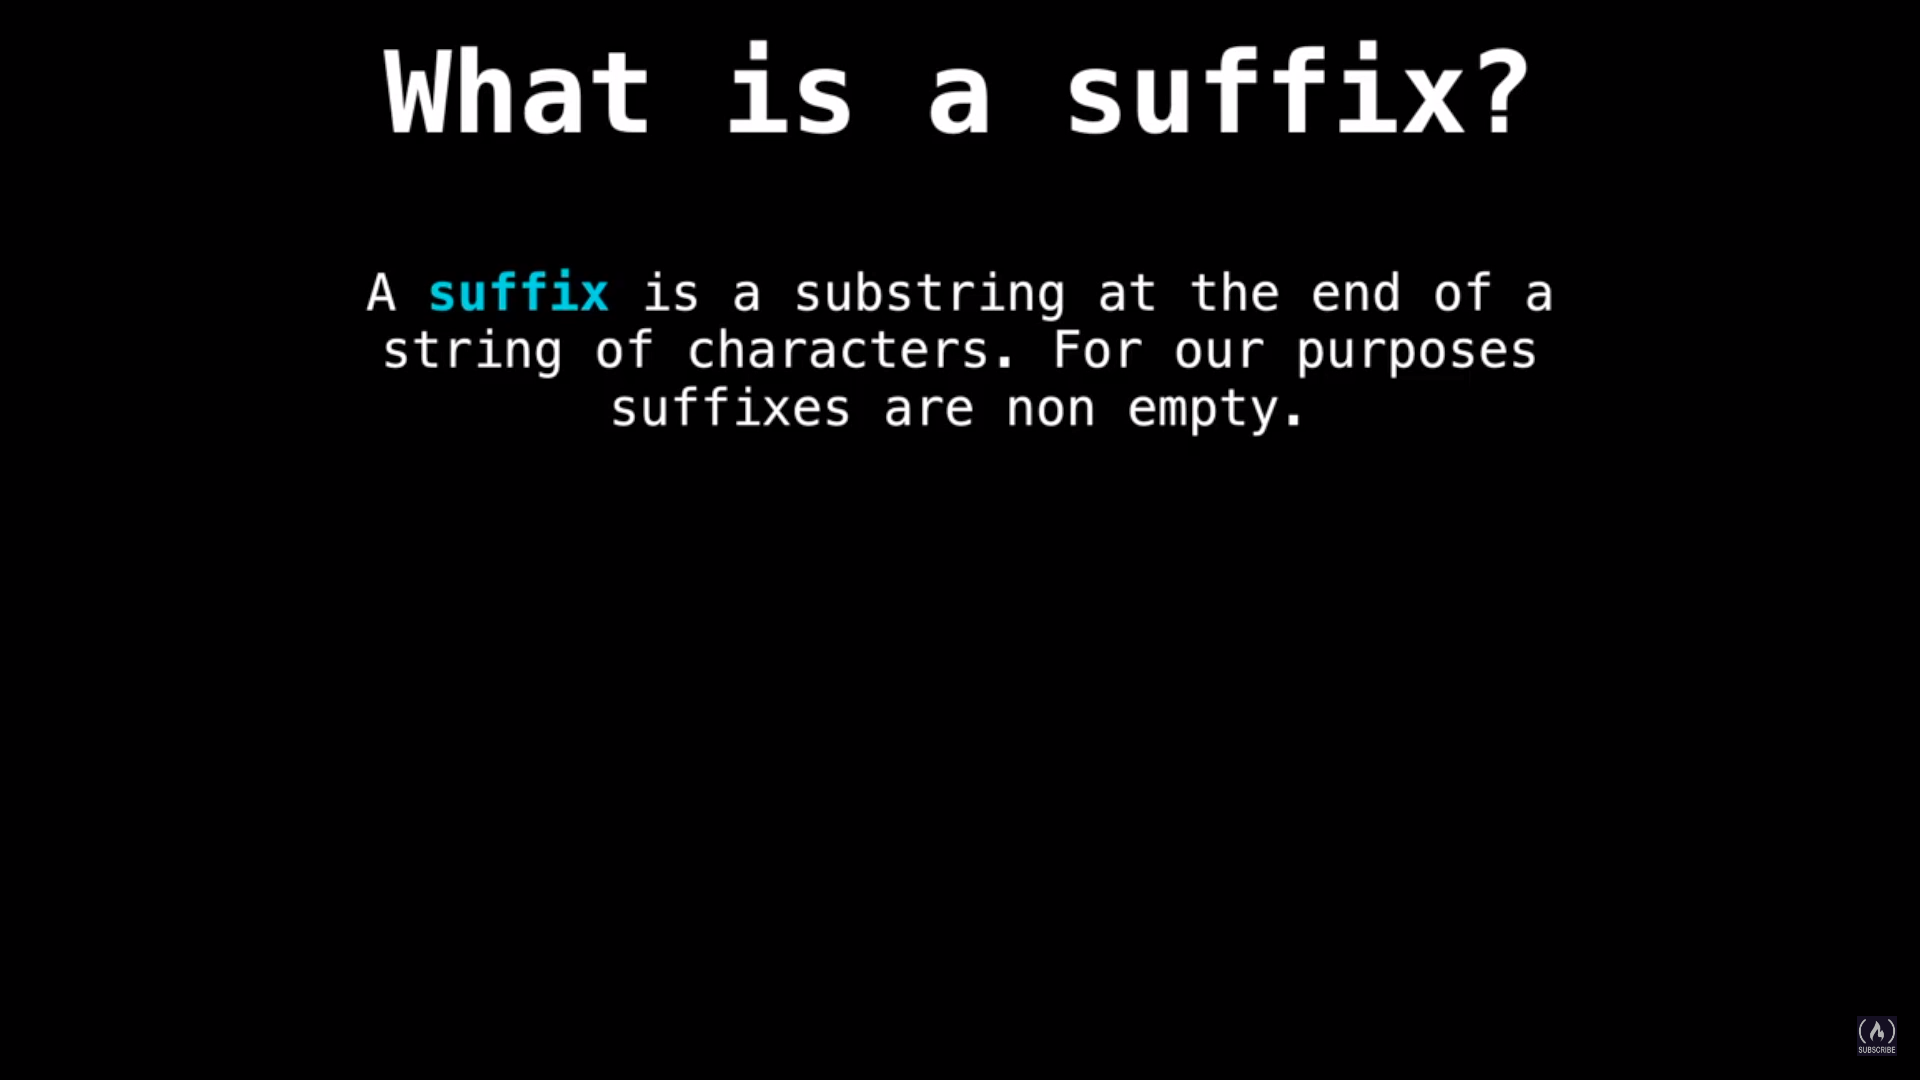 What is a suffix?
A suffix is a substring at the end of a
string of characters. For our purposes
suffixes are non empty.
SUBSCRIBE